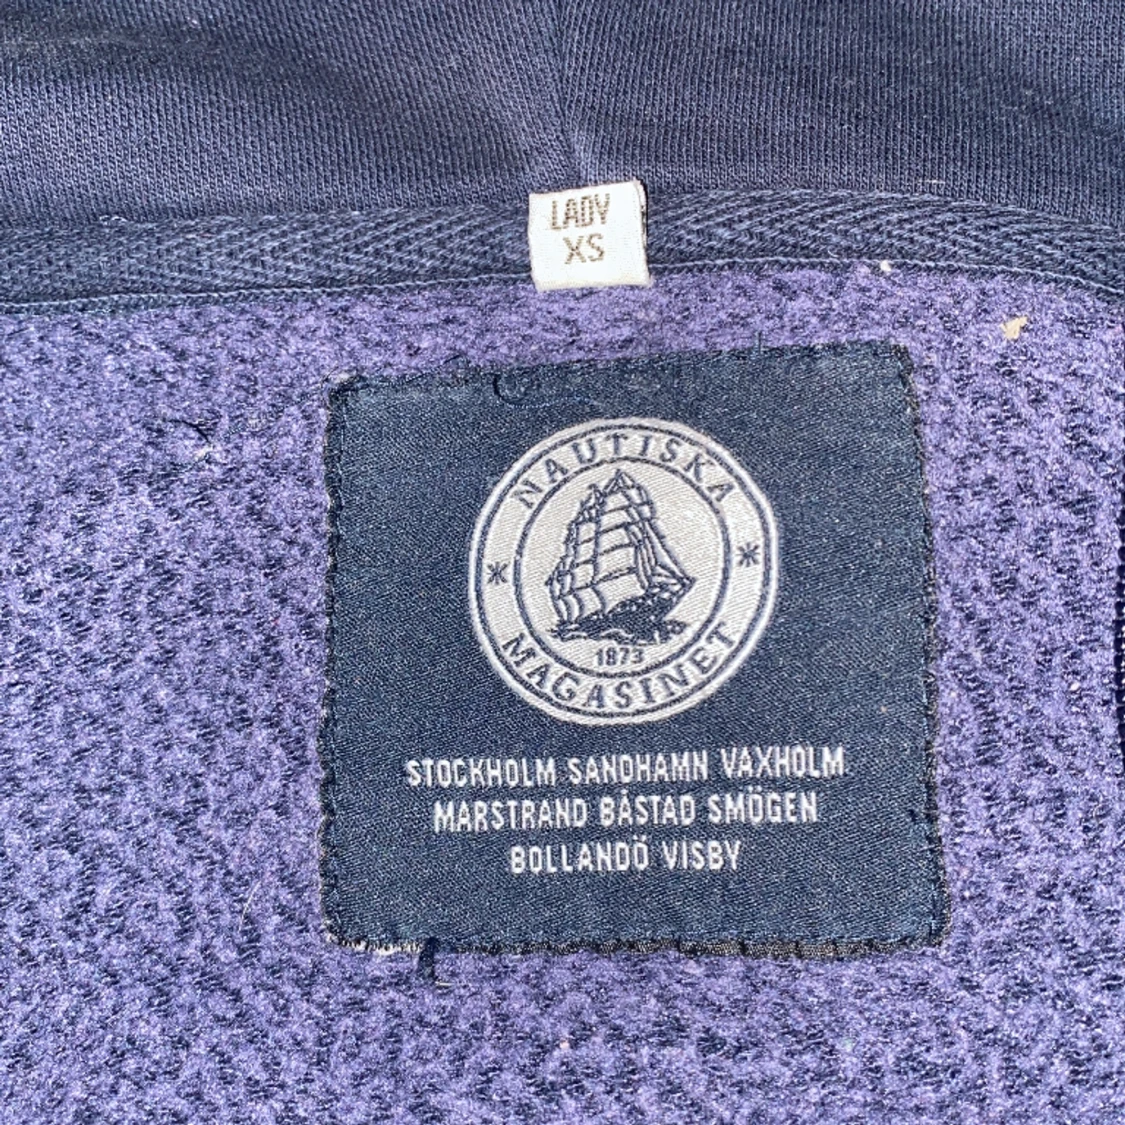 LADY
XS
NAUTISKA
1873
MAGASINET
STOCKHOLM SANDHAMN VAXHOLM
MARSTRAND BÅSTAD SMÖGEN
BOLLANDÖ VISBY